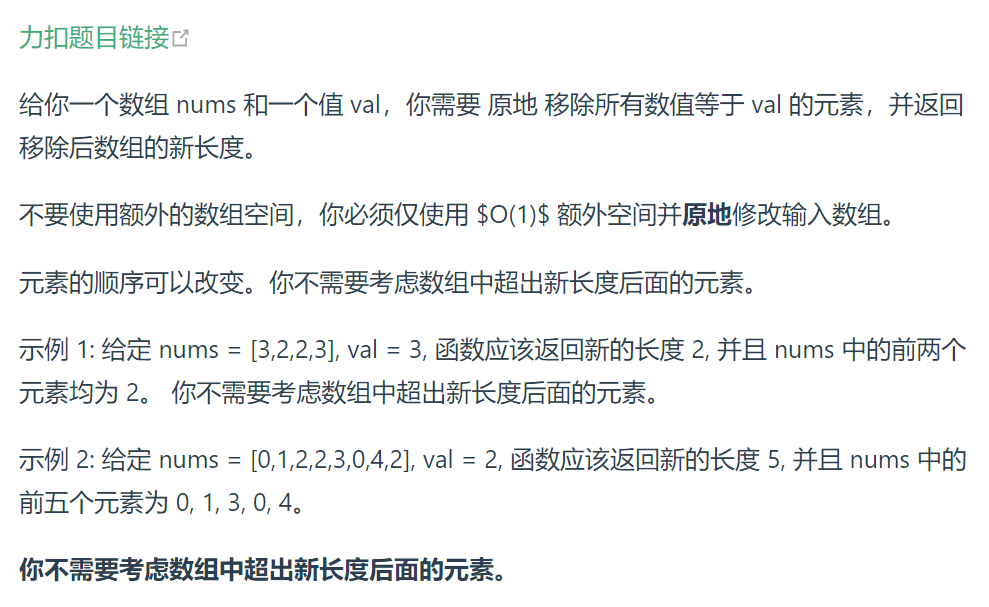 力扣题目链接
给你一个数组 nums 和一个值 val，你需要 原地 移除所有数值等于 val 的元素，并返回
移除后数组的新长度。
不要使用额外的数组空间，你必须仅使用 $O(1)$ 额外空间并原地修改输入数组。
元素的顺序可以改变。你不需要考虑数组中超出新长度后面的元素。
示例 1: 给定 nums = [3,2,2,3], val = 3, 函数应该返回新的长度 2, 并且 nums 中的前两个
元素均为 2。 你不需要考虑数组中超出新长度后面的元素。
示例 2: 给定 nums = [0,1,2,2,3,0,4,2], val = 2, 函数应该返回新的长度 5, 并且 nums 中的
前五个元素为 0, 1, 3, 0, 4。
你不需要考虑数组中超出新长度后面的元素。